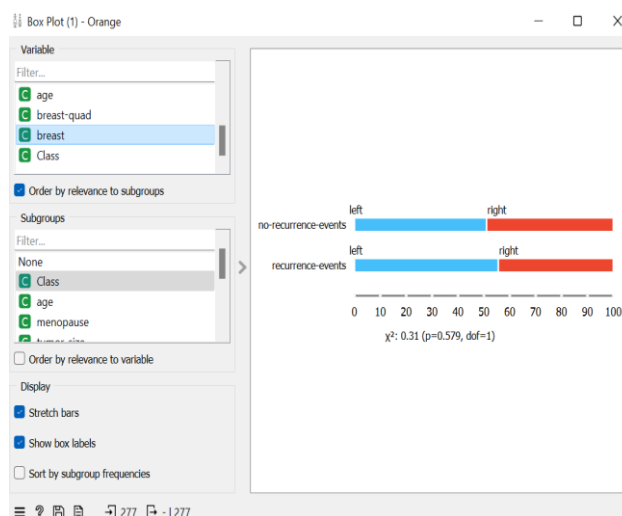 Box Plot (1) - Orange
Variable
Filter...
C age
C breast-quad
C breast
C Class
Order by relevance to subgroups
Subgroups
Filter...
None
C Class
C age
C menopause
C tumor-size
Order by relevance to variable
Display
Stretch bars
Show box labels
Sort by subgroup frequencies
277 - | 277
left right
no-recurrence-events
left right
recurrence-events
0 10 20 30 40 50 60 70 80 90 100
χ²: 0.31 (p=0.579, dof=1)